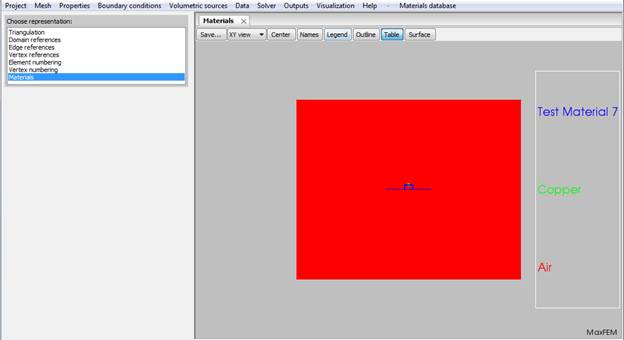 Project Mesh Properties Boundary conditions Volumetric sources Data Solver Outputs Visualization Help - Materials database
Choose representation:
Triangulation
Domain references
Edge references
Vertex references
Element numbering
Vertex numbering
Materials
Materials
Save... XY view Center Names Legend Outline Table Surface
Test Material 7
Copper
Air
MaxFEM